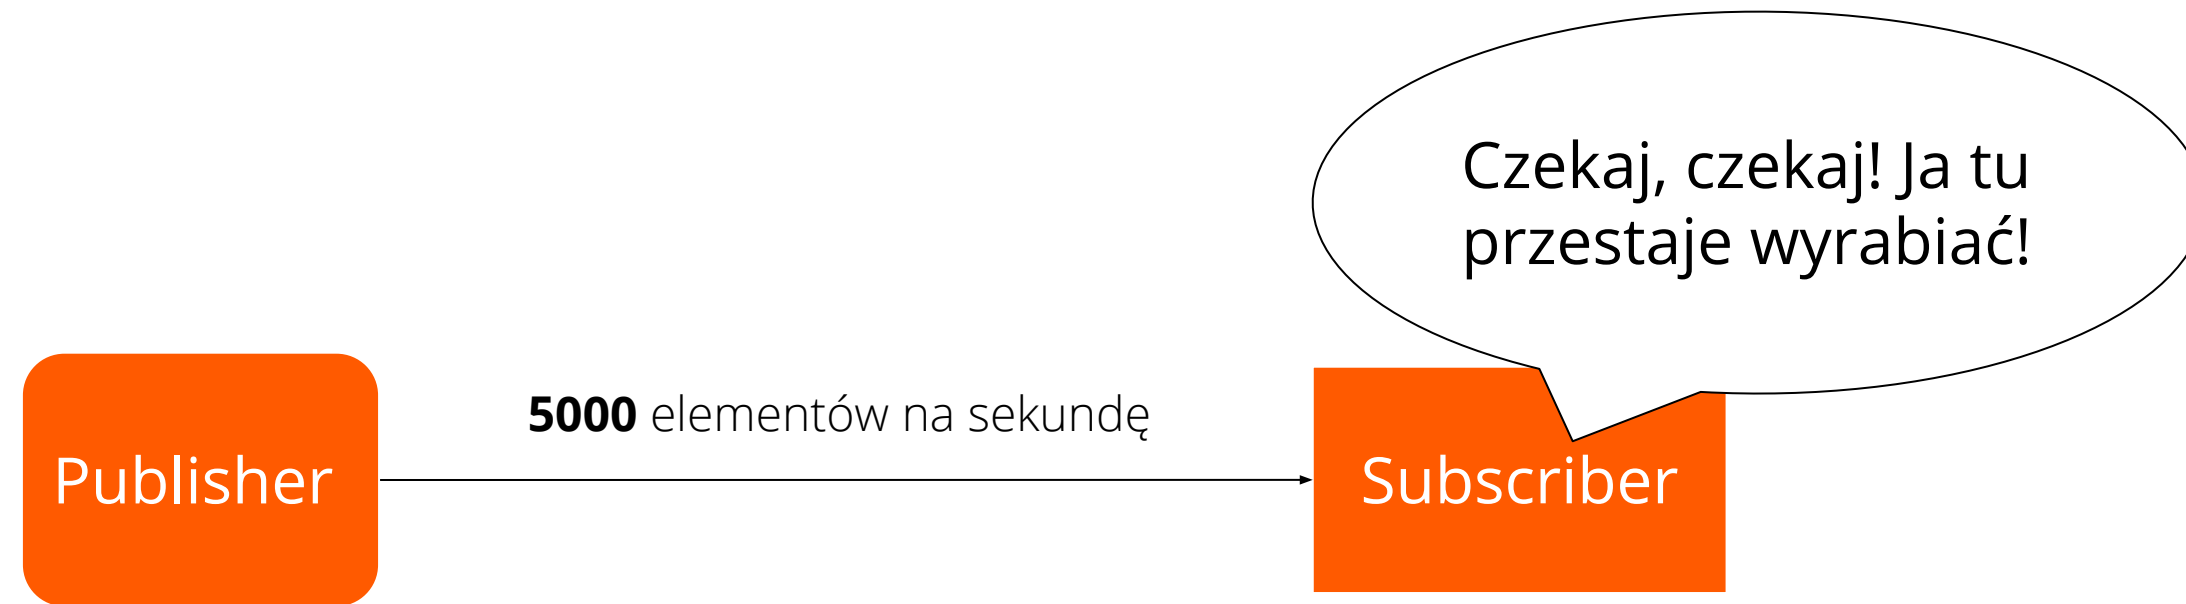 Czekaj, czekaj! Ja tu
przestaje wyrabiać!
5000 elementów na sekundę
Publisher
Subscriber